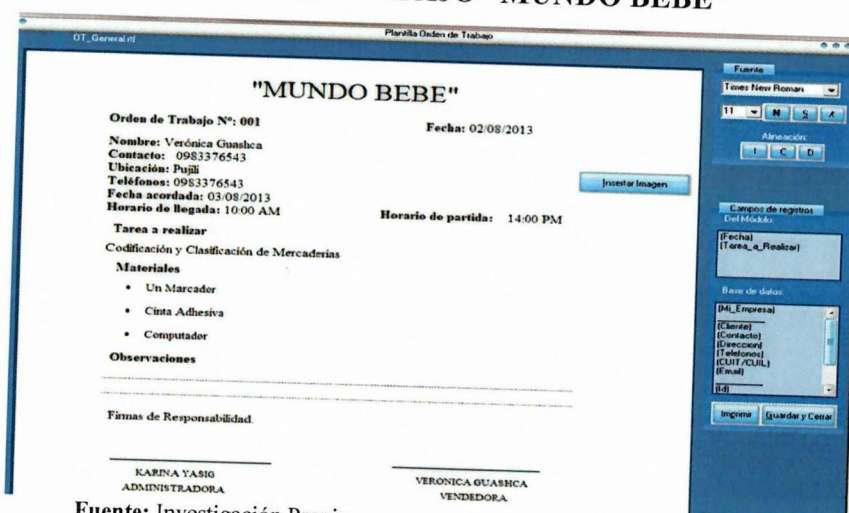 "MUNDO BEBE"
OT_General.rtf
Plantilla Orden de Trabajo
"MUNDO BEBE"
Orden de Trabajo Nº: 001
Fecha: 02/08/2013
Nombre: Verónica Guashca
Contacto: 0983376543
Ubicación: Pujilí
Teléfonos: 0983376543
Fecha acordada: 03/08/2013
Horario de llegada: 10:00 AM
Horario de partida: 14:00 PM
Tarea a realizar
Codificación y Clasificación de Mercaderías
Materiales
• Un Marcador
• Cinta Adhesiva
• Computador
Observaciones
Firmas de Responsabilidad.
KARINA YASIG
ADMINISTRADORA
VERONICA GUASHCA
VENDEDORA
Insertar Imagen
Fuente
Times New Roman
11
N S
Alineación:
I C D
Campos de registros
Del Módulo:
(Fecha)
(Tarea_a_Realizar)
Base de datos:
(Mi_Empresa)
(Cliente)
(Contacto)
(Direccion)
(Telefonos)
(CUIT/CUIL)
(Email)
(Id)
Imprimir
Guardar y Cerrar
Fuente: Investigación